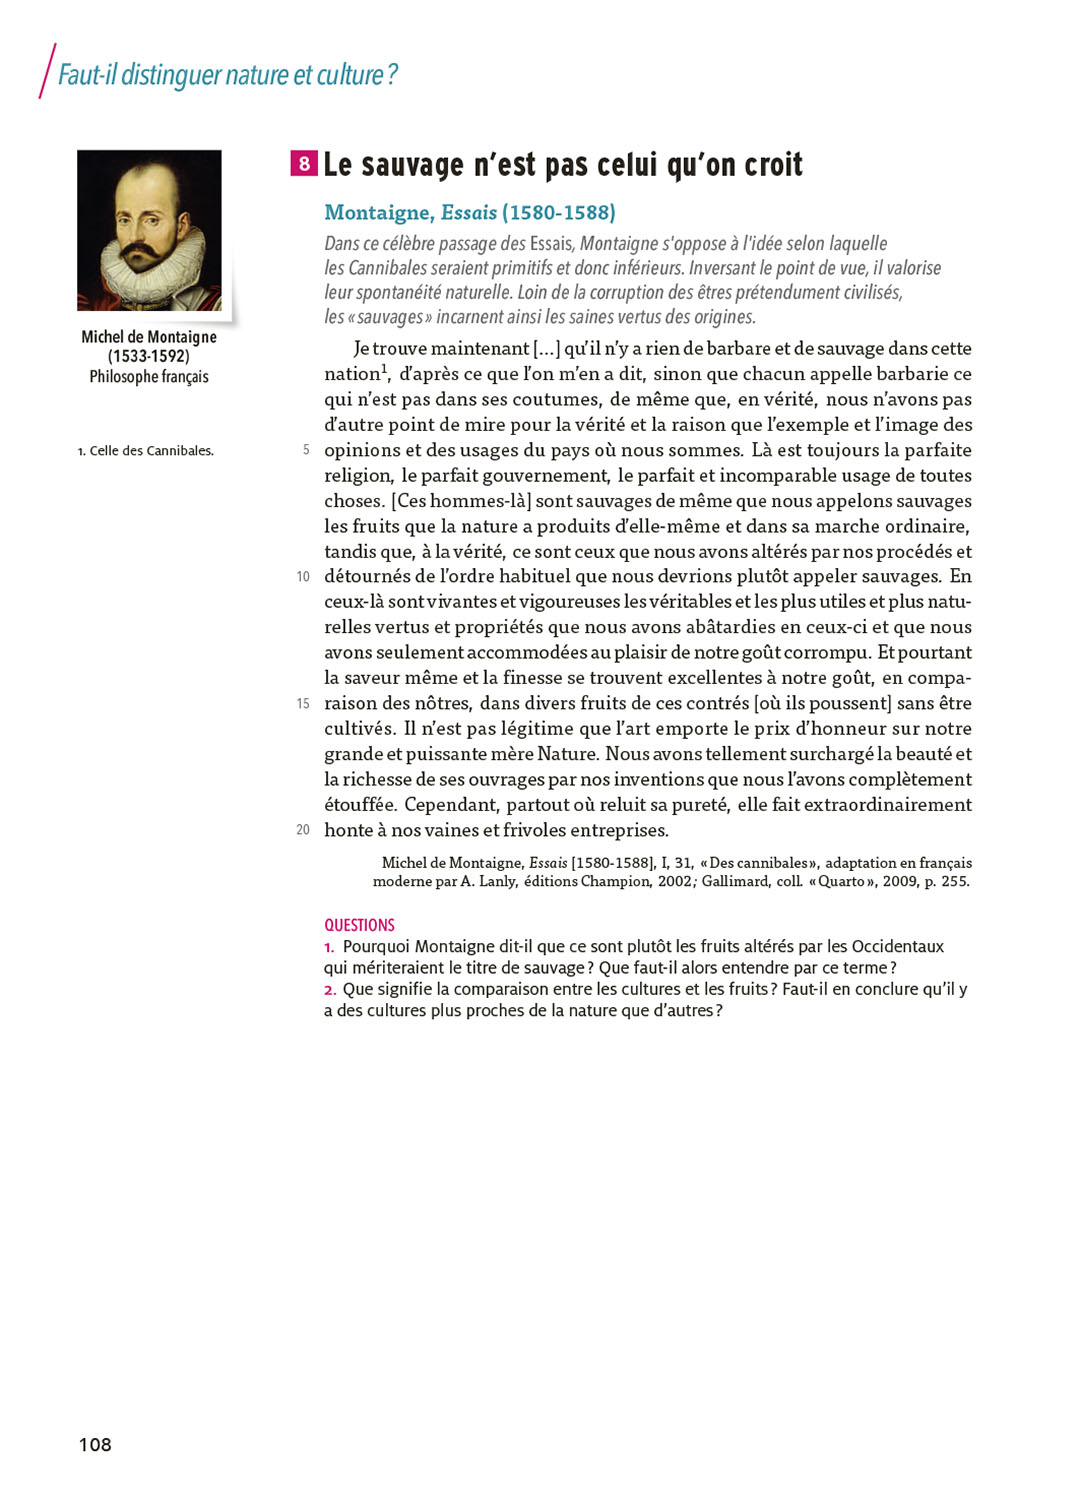 Faut-il distinguer nature et culture ?
Michel de Montaigne
(1533-1592)
Philosophe français
1. Celle des Cannibales.
8 Le sauvage n’est pas celui qu’on croit
Montaigne, Essais (1580-1588)
Dans ce célèbre passage des Essais, Montaigne s'oppose à l'idée selon laquelle
les Cannibales seraient primitifs et donc inférieurs. Inversant le point de vue, il valorise
leur spontanéité naturelle. Loin de la corruption des êtres prétendument civilisés,
les « sauvages » incarnent ainsi les saines vertus des origines.
Je trouve maintenant [...] qu’il n’y a rien de barbare et de sauvage dans cette
nation1, d’après ce que l’on m’en a dit, sinon que chacun appelle barbarie ce
qui n’est pas dans ses coutumes, de même que, en vérité, nous n’avons pas
d’autre point de mire pour la vérité et la raison que l’exemple et l’image des
5 opinions et des usages du pays où nous sommes. Là est toujours la parfaite
religion, le parfait gouvernement, le parfait et incomparable usage de toutes
choses. [Ces hommes-là] sont sauvages de même que nous appelons sauvages
les fruits que la nature a produits d’elle-même et dans sa marche ordinaire,
tandis que, à la vérité, ce sont ceux que nous avons altérés par nos procédés et
10 détournés de l’ordre habituel que nous devrions plutôt appeler sauvages. En
ceux-là sont vivantes et vigoureuses les véritables et les plus utiles et plus natu-
relles vertus et propriétés que nous avons abâtardies en ceux-ci et que nous
avons seulement accommodées au plaisir de notre goût corrompu. Et pourtant
la saveur même et la finesse se trouvent excellentes à notre goût, en compa-
15 raison des nôtres, dans divers fruits de ces contrés [où ils poussent] sans être
cultivés. Il n’est pas légitime que l’art emporte le prix d’honneur sur notre
grande et puissante mère Nature. Nous avons tellement surchargé la beauté et
la richesse de ses ouvrages par nos inventions que nous l’avons complètement
étouffée. Cependant, partout où reluit sa pureté, elle fait extraordinairement
20 honte à nos vaines et frivoles entreprises.
Michel de Montaigne, Essais [1580-1588], I, 31, « Des cannibales », adaptation en français
moderne par A. Lanly, éditions Champion, 2002 ; Gallimard, coll. « Quarto », 2009, p. 255.
QUESTIONS
1. Pourquoi Montaigne dit-il que ce sont plutôt les fruits altérés par les Occidentaux
qui mériteraient le titre de sauvage ? Que faut-il alors entendre par ce terme ?
2. Que signifie la comparaison entre les cultures et les fruits ? Faut-il en conclure qu’il y
a des cultures plus proches de la nature que d’autres ?
108